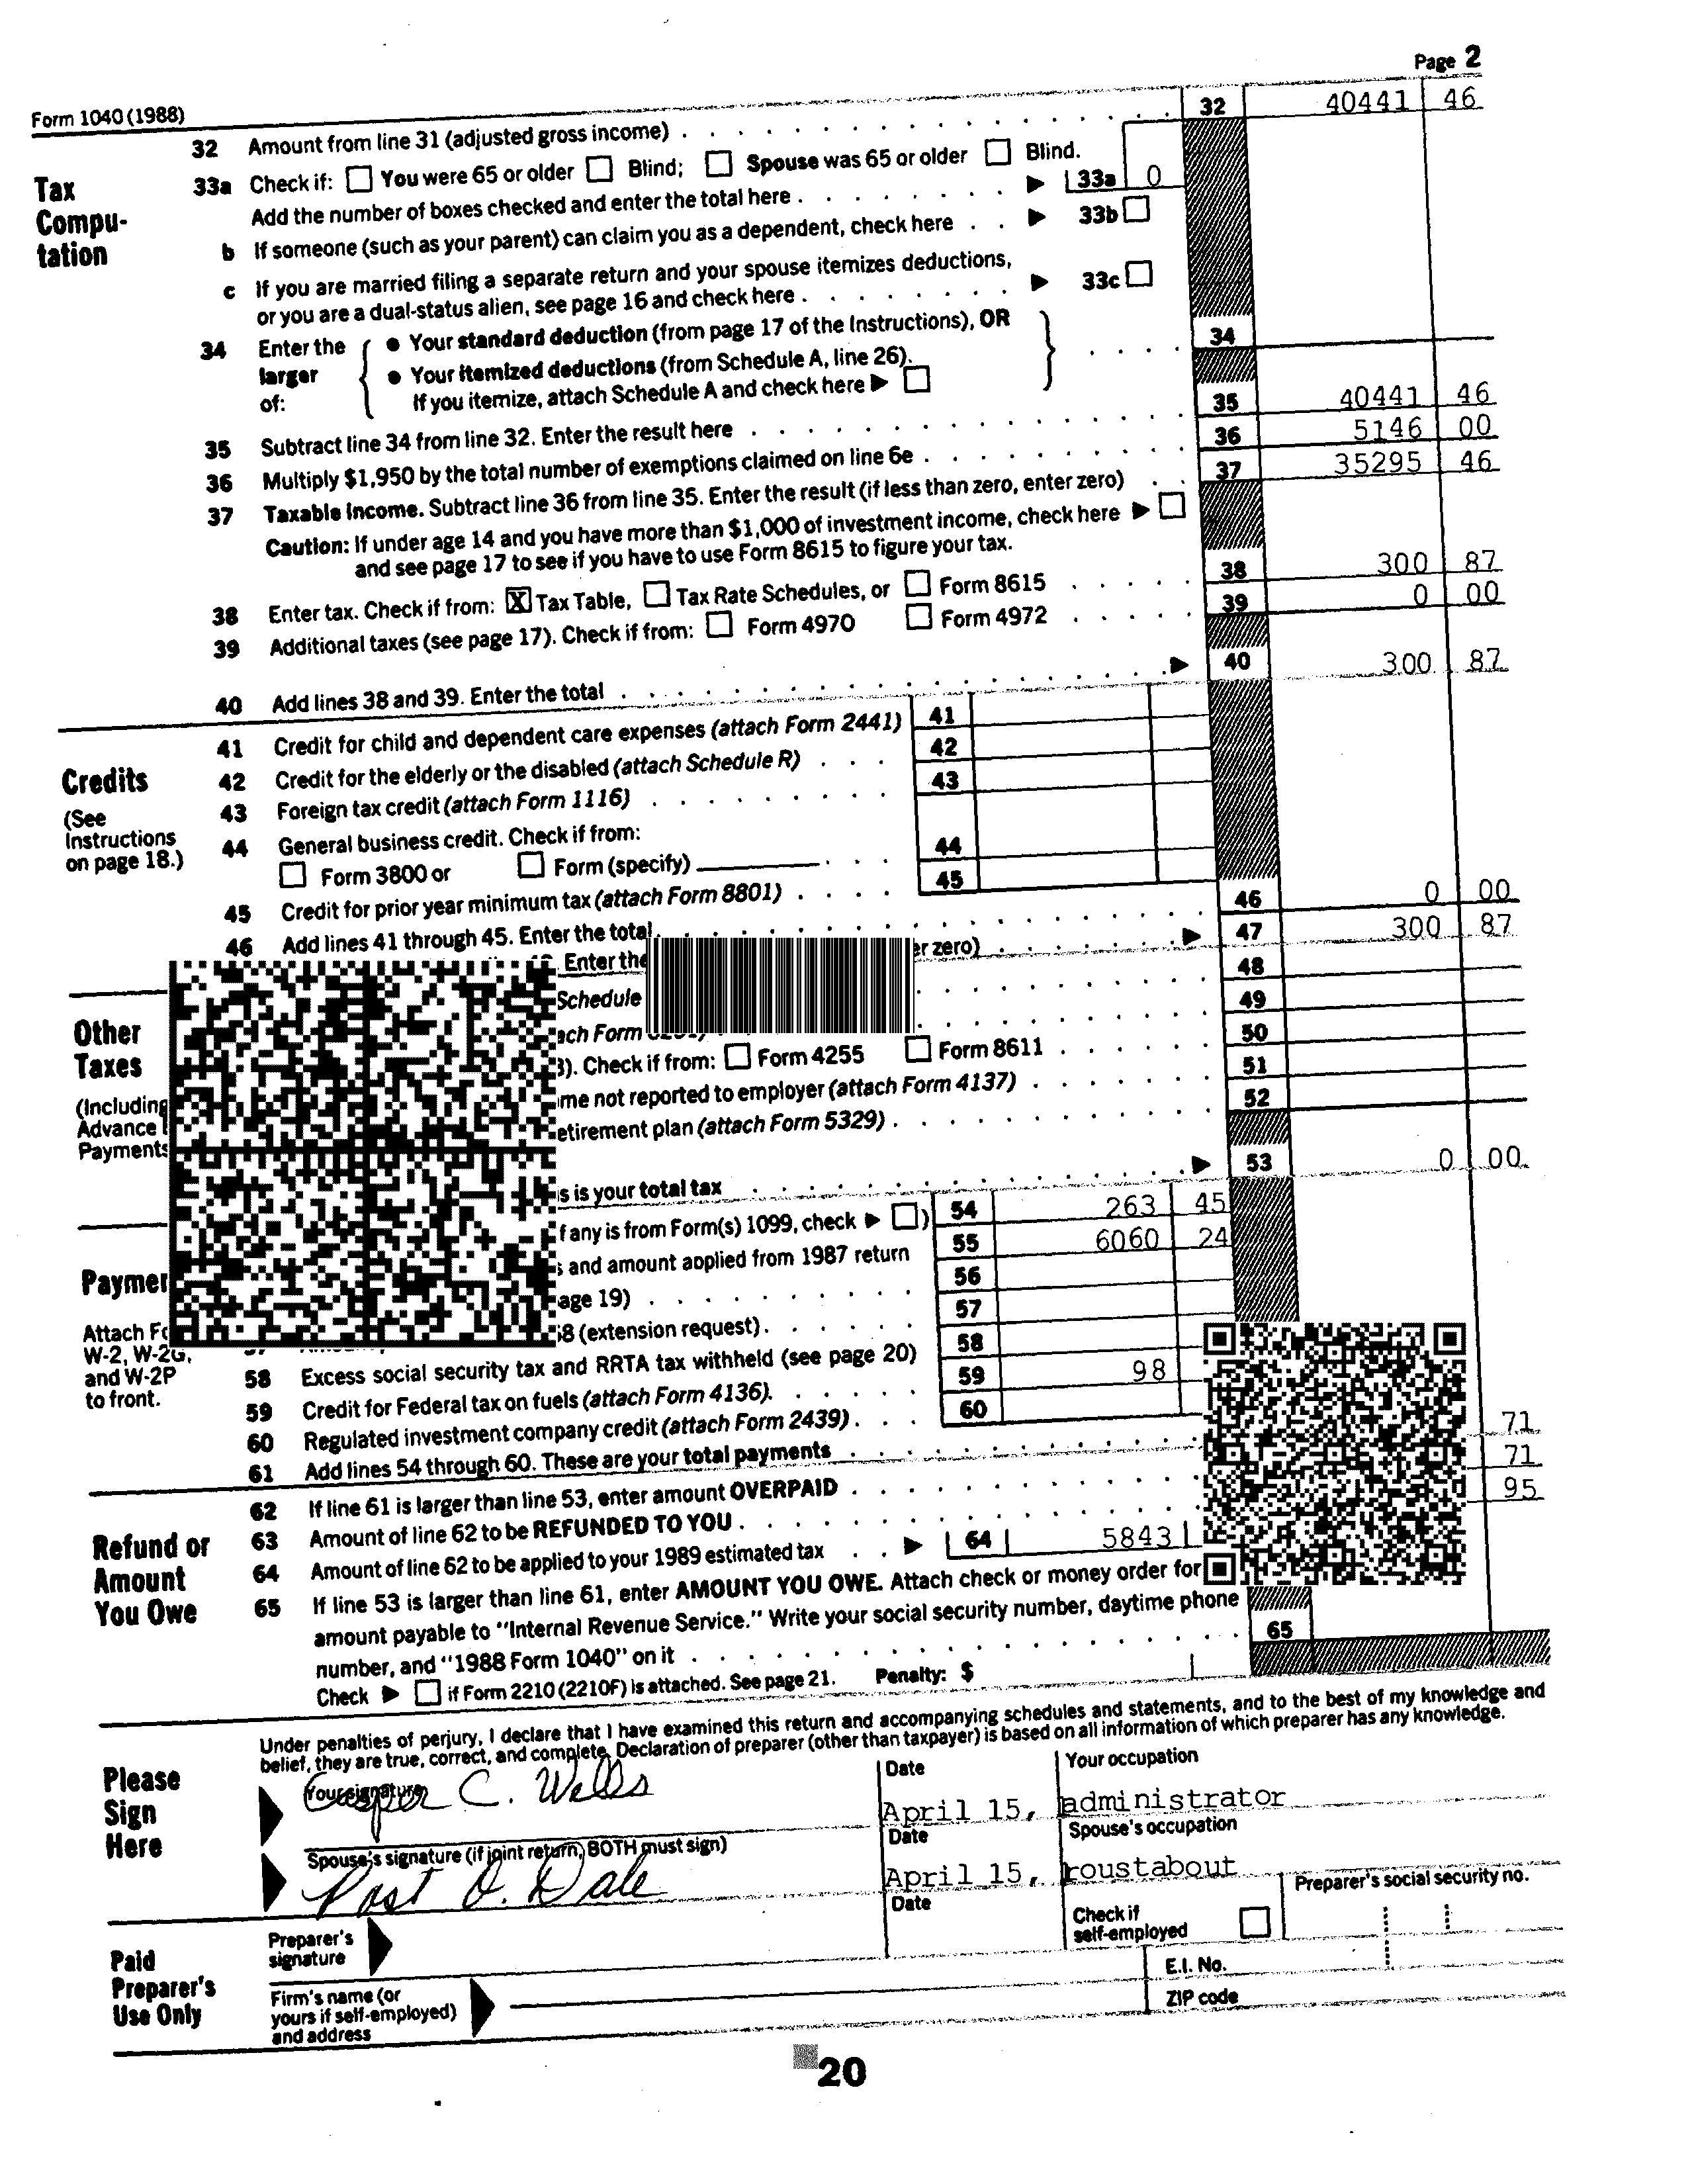 Page 2
Form 1040 (1988)
32 Amount from line 31 (adjusted gross income) 32 40441 46
Tax Compu- tation
33a Check if: You were 65 or older Blind; Spouse was 65 or older Blind.
Add the number of boxes checked and enter the total here 33a 0
b If someone (such as your parent) can claim you as a dependent, check here 33b
c If you are married filing a separate return and your spouse itemizes deductions,
or you are a dual-status alien, see page 16 and check here 33c
34 Enter the larger of:
• Your standard deduction (from page 17 of the Instructions), OR 34
• Your itemized deductions (from Schedule A, line 26).
If you itemize, attach Schedule A and check here
35 Subtract line 34 from line 32. Enter the result here 35 40441 46
36 Multiply $1,950 by the total number of exemptions claimed on line 6e 36 5146 00
37 Taxable Income. Subtract line 36 from line 35. Enter the result (if less than zero, enter zero) 37 35295 46
Caution: If under age 14 and you have more than $1,000 of investment income, check here
and see page 17 to see if you have to use Form 8615 to figure your tax.
38 Enter tax. Check if from: X Tax Table, Tax Rate Schedules, or Form 8615 38 300 87
39 Additional taxes (see page 17). Check if from: Form 4970 Form 4972 39 0 00
40 Add lines 38 and 39. Enter the total 40 300 87
Credits
(See Instructions on page 18.)
41 Credit for child and dependent care expenses (attach Form 2441) 41
42 Credit for the elderly or the disabled (attach Schedule R) 42
43 Foreign tax credit (attach Form 1116) 43
44 General business credit. Check if from:
Form 3800 or Form (specify) 44
45 Credit for prior year minimum tax (attach Form 8801) 45
46 Add lines 41 through 45. Enter the total 46 0 00
Enter the er zero) 47 300 87
Other Taxes
(Including Advance Payments
Schedule 48
ach Form 49
3). Check if from: Form 4255 Form 8611 50
me not reported to employer (attach Form 4137) 51
etirement plan (attach Form 5329) 52
s is your total tax 53 0 00
f any is from Form(s) 1099, check ) 54 263 45
s and amount applied from 1987 return 55 6060 24
age 19) 56
57
68 (extension request) 58
Attach
W-2, W-2G,
and W-2P
to front.
58 Excess social security tax and RRTA tax withheld (see page 20)
59 Credit for Federal tax on fuels (attach Form 4136) 59 98
60 Regulated investment company credit (attach Form 2439) 60
61 Add lines 54 through 60. These are your total payments 71
Refund or Amount You Owe
62 If line 61 is larger than line 53, enter amount OVERPAID 71
63 Amount of line 62 to be REFUNDED TO YOU 95
64 Amount of line 62 to be applied to your 1989 estimated tax 64 5843
65 If line 53 is larger than line 61, enter AMOUNT YOU OWE. Attach check or money order for
amount payable to "Internal Revenue Service." Write your social security number, daytime phone
number, and "1988 Form 1040" on it 65
Check if Form 2210 (2210F) is attached. See page 21. Penalty: $
Under penalties of perjury, I declare that I have examined this return and accompanying schedules and statements, and to the best of my knowledge and
belief, they are true, correct, and complete. Declaration of preparer (other than taxpayer) is based on all information of which preparer has any knowledge.
Please Sign Here
Your signature Date Your occupation
Casper C. Wells April 15, administrator
Spouse's signature (if joint return, BOTH must sign) Date Spouse's occupation
Post O. Dale April 15, roustabout
Paid Preparer's Use Only
Preparer's signature Date Check if self-employed Preparer's social security no.
Firm's name (or yours if self-employed) and address E.I. No.
ZIP code
20